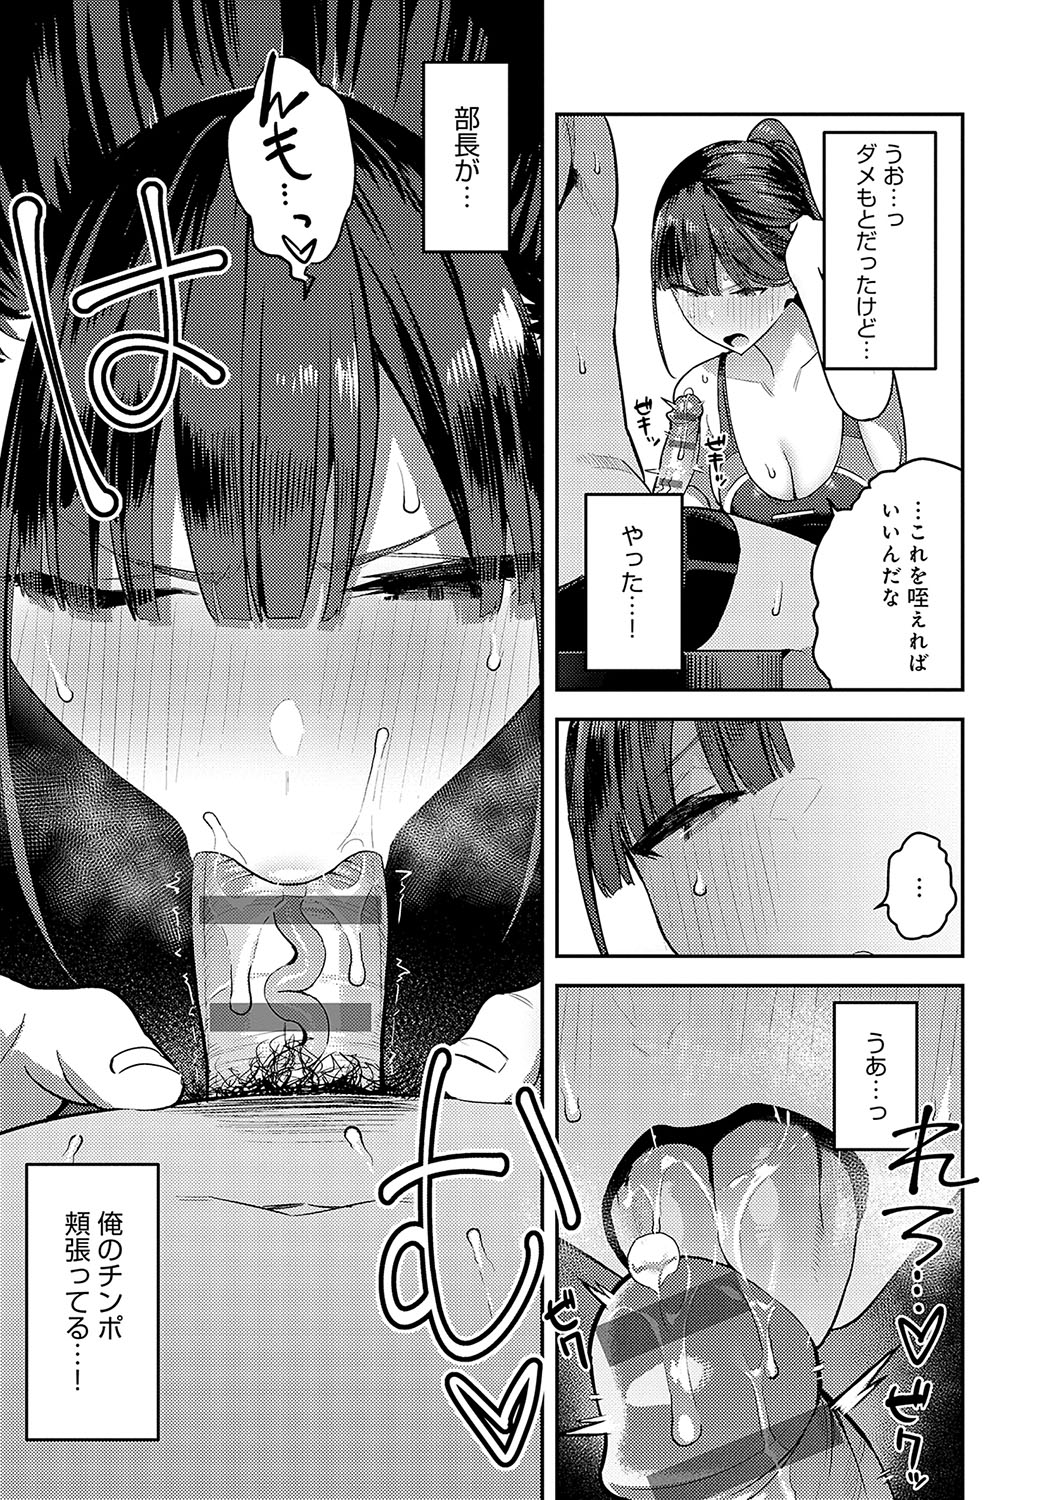 うお…っ
ダメもとだったけど…
ビキッ
ビキッ
…これを咥えれば
いいんだな
やった…！
…
うあ…っ
れろ…♡
ビク
ビクッ
部長が…
んも…っ♡
はむ♡
俺のチンポ
頬張ってる…！